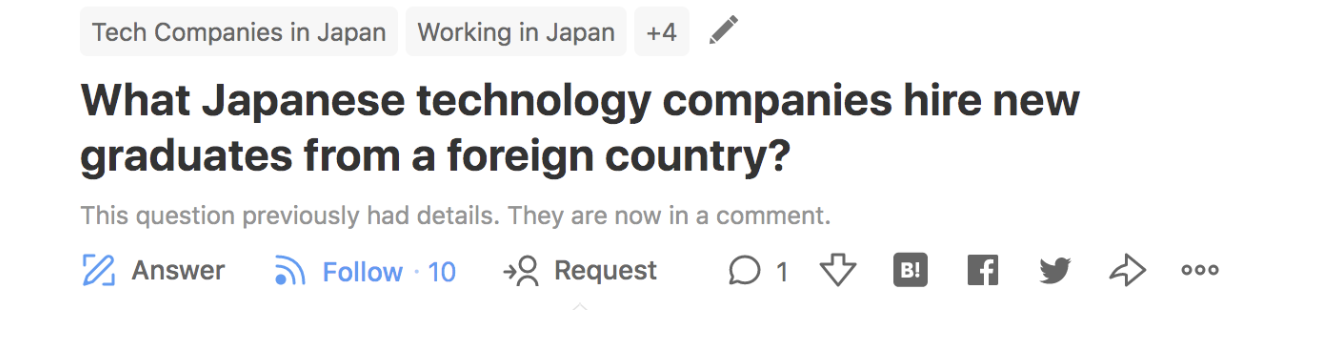 Tech Companies in Japan Working in Japan +4
What Japanese technology companies hire new
graduates from a foreign country?
This question previously had details. They are now in a comment.
Answer Follow · 10 Request 1 B!